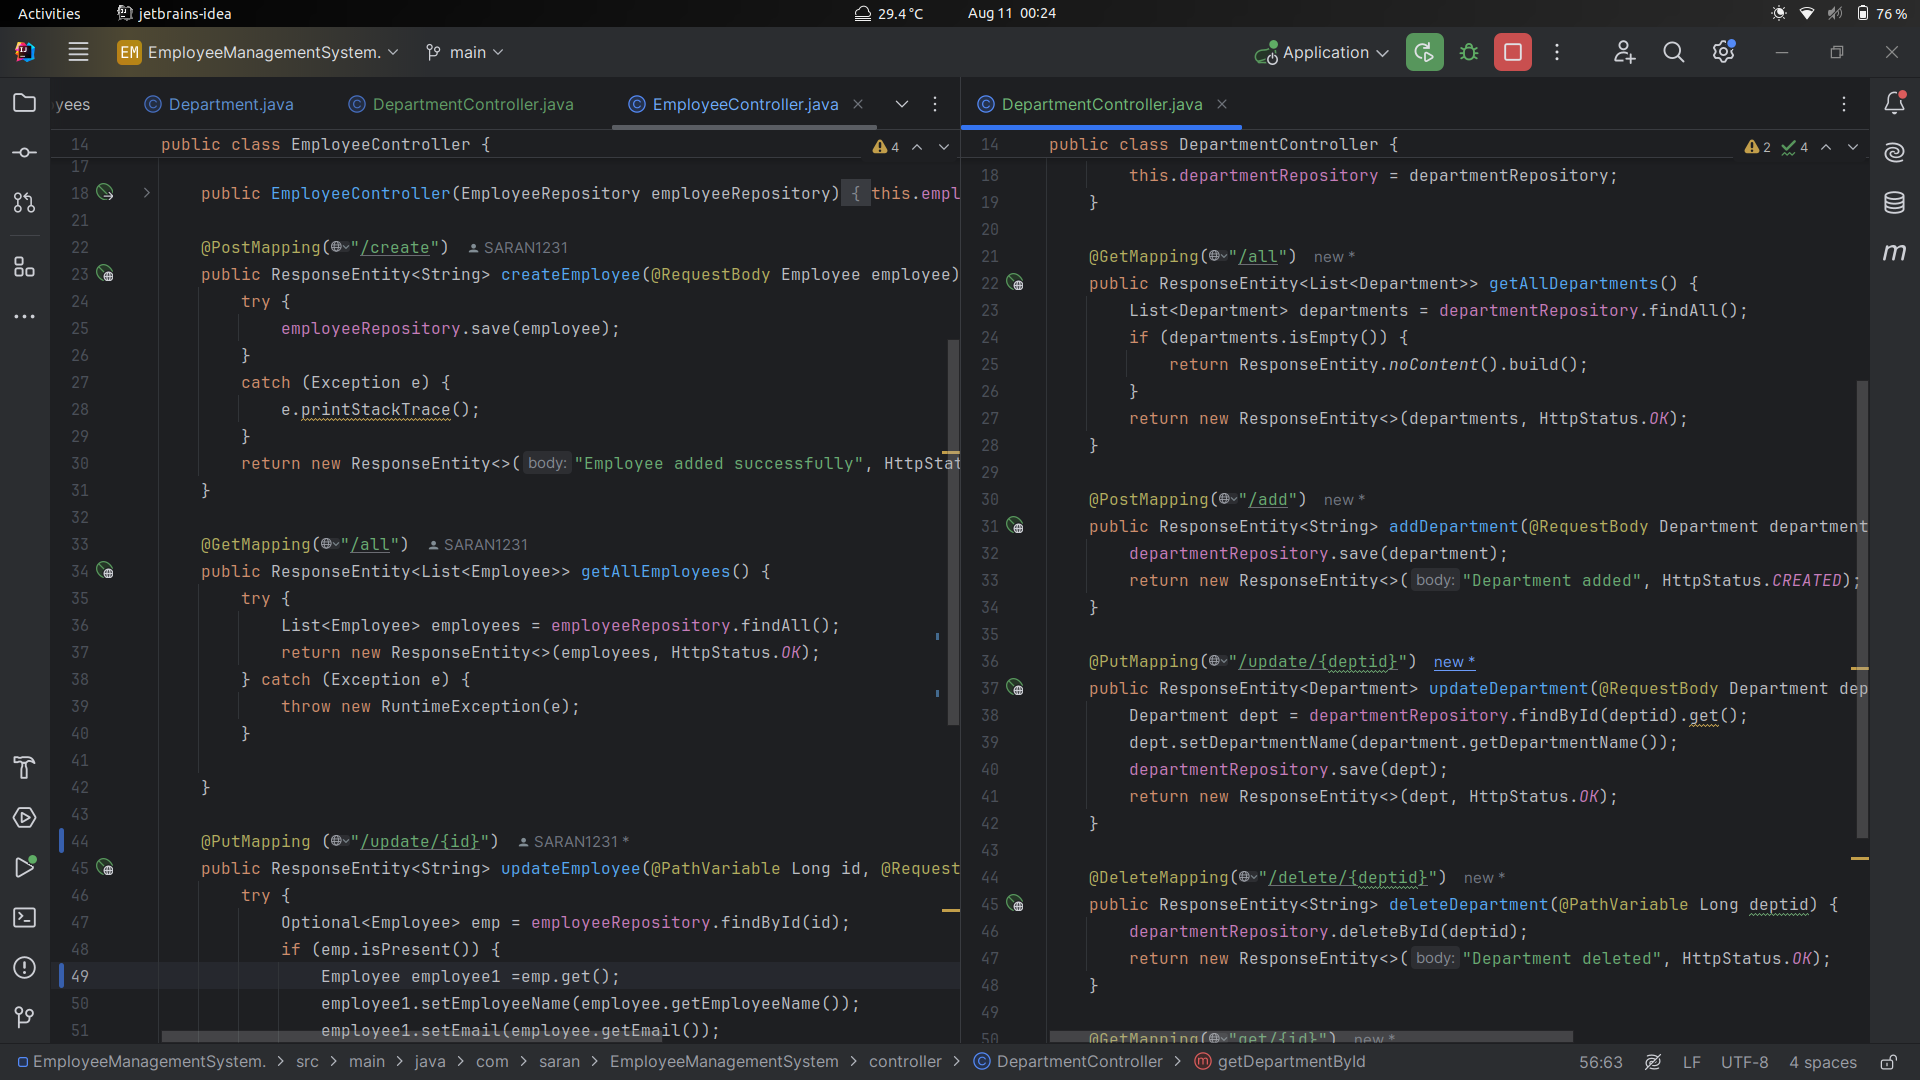 Activities jetbrains-idea 29.4°C Aug 11 00:24 76 %
EM EmployeeManagementSystem. main Application
yees Department.java DepartmentController.java EmployeeController.java
14 public class EmployeeController { 4
17
18 public EmployeeController(EmployeeRepository employeeRepository) { this.empl
21
22 @PostMapping("/create") SARAN1231
23 public ResponseEntity<String> createEmployee(@RequestBody Employee employee)
24 try {
25 employeeRepository.save(employee);
26 }
27 catch (Exception e) {
28 e.printStackTrace();
29 }
30 return new ResponseEntity<>( body: "Employee added successfully", HttpStat
31 }
32
33 @GetMapping("/all") SARAN1231
34 public ResponseEntity<List<Employee>> getAllEmployees() {
35 try {
36 List<Employee> employees = employeeRepository.findAll();
37 return new ResponseEntity<>(employees, HttpStatus.OK);
38 } catch (Exception e) {
39 throw new RuntimeException(e);
40 }
41
42 }
43
44 @PutMapping ("/update/{id}") SARAN1231 *
45 public ResponseEntity<String> updateEmployee(@PathVariable Long id, @Request
46 try {
47 Optional<Employee> emp = employeeRepository.findById(id);
48 if (emp.isPresent()) {
49 Employee employee1 =emp.get();
50 employee1.setEmployeeName(employee.getEmployeeName());
51 employee1.setEmail(employee.getEmail());
DepartmentController.java
14 public class DepartmentController { 2 4
18 this.departmentRepository = departmentRepository;
19 }
20
21 @GetMapping("/all") new *
22 public ResponseEntity<List<Department>> getAllDepartments() {
23 List<Department> departments = departmentRepository.findAll();
24 if (departments.isEmpty()) {
25 return ResponseEntity.noContent().build();
26 }
27 return new ResponseEntity<>(departments, HttpStatus.OK);
28 }
29
30 @PostMapping("/add") new *
31 public ResponseEntity<String> addDepartment(@RequestBody Department department
32 departmentRepository.save(department);
33 return new ResponseEntity<>( body: "Department added", HttpStatus.CREATED);
34 }
35
36 @PutMapping("/update/{deptid}") new *
37 public ResponseEntity<Department> updateDepartment(@RequestBody Department dep
38 Department dept = departmentRepository.findById(deptid).get();
39 dept.setDepartmentName(department.getDepartmentName());
40 departmentRepository.save(dept);
41 return new ResponseEntity<>(dept, HttpStatus.OK);
42 }
43
44 @DeleteMapping("/delete/{deptid}") new *
45 public ResponseEntity<String> deleteDepartment(@PathVariable Long deptid) {
46 departmentRepository.deleteById(deptid);
47 return new ResponseEntity<>( body: "Department deleted", HttpStatus.OK);
48 }
49
50 @GetMapping("get/{id}") new *
EmployeeManagementSystem. > src > main > java > com > saran > EmployeeManagementSystem > controller > DepartmentController > getDepartmentById 56:63 LF UTF-8 4 spaces